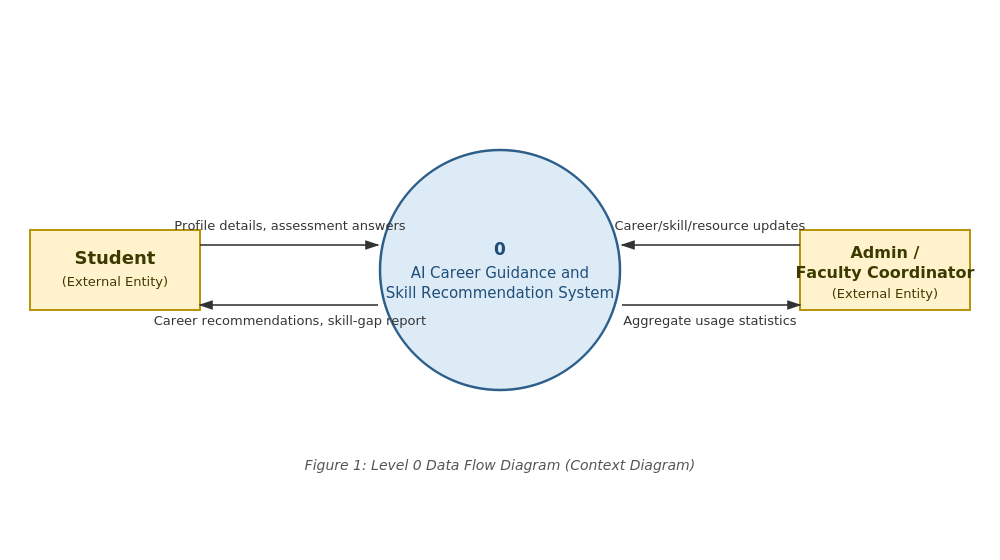 Profile details, assessment answers
Career/skill/resource updates
Student
(External Entity)
0
AI Career Guidance and
Skill Recommendation System
Admin /
Faculty Coordinator
(External Entity)
Career recommendations, skill-gap report
Aggregate usage statistics
Figure 1: Level 0 Data Flow Diagram (Context Diagram)